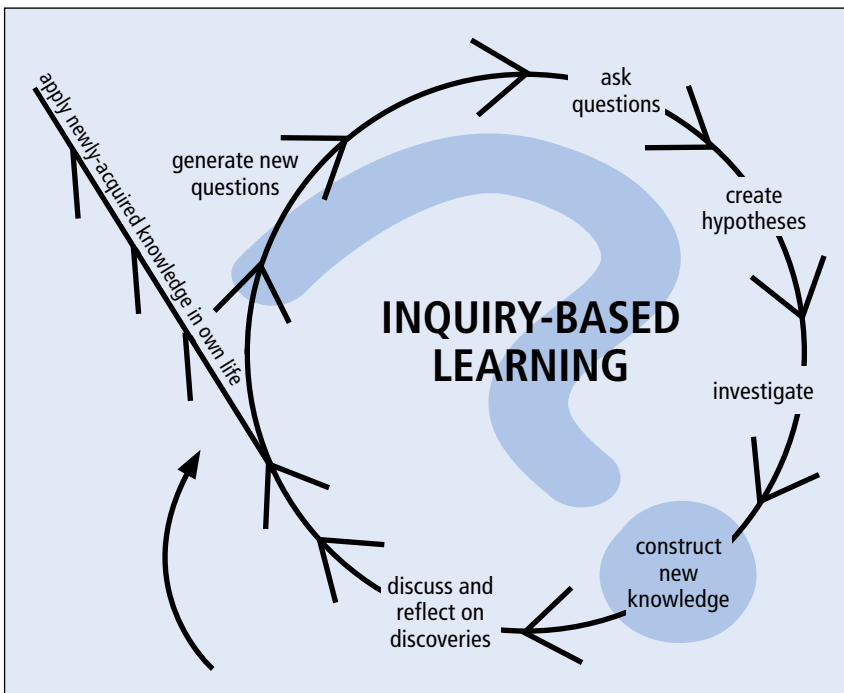 apply newly-acquired knowledge in own life
ask
questions
generate new
questions
create
hypotheses
INQUIRY-BASED
LEARNING
investigate
construct
new
knowledge
discuss and
reflect on
discoveries